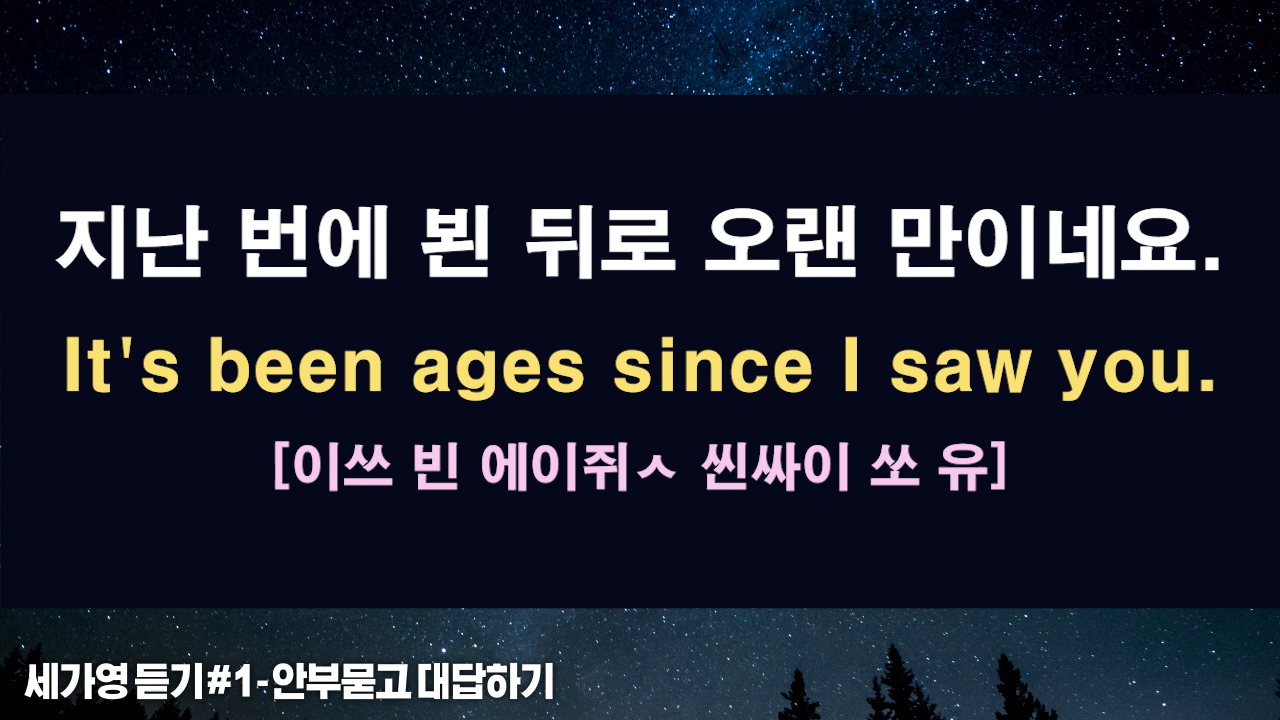 지난 번에 뵌 뒤로 오랜 만이네요.
It's been ages since I saw you.
[이쓰 빈 에이쥐ㅅ 씬싸이 쏘 유]
세가영 듣기#1-안부묻고 대답하기